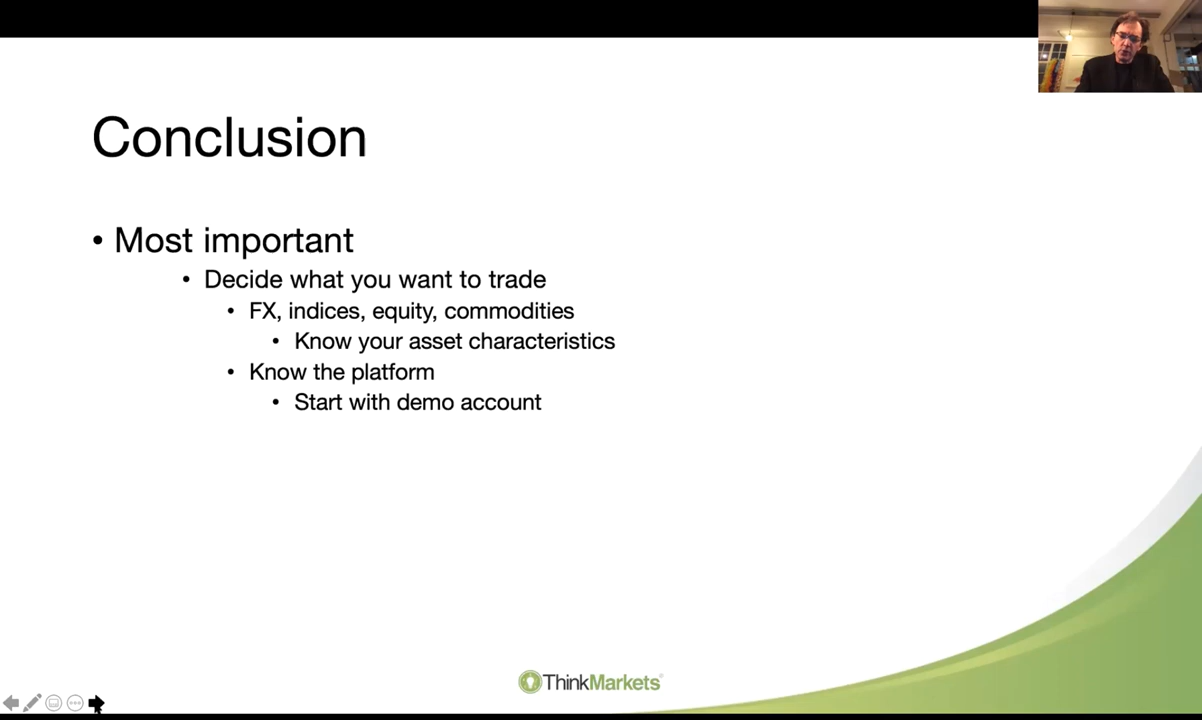 Conclusion
• Most important
• Decide what you want to trade
• FX, indices, equity, commodities
• Know your asset characteristics
• Know the platform
• Start with demo account
ThinkMarkets